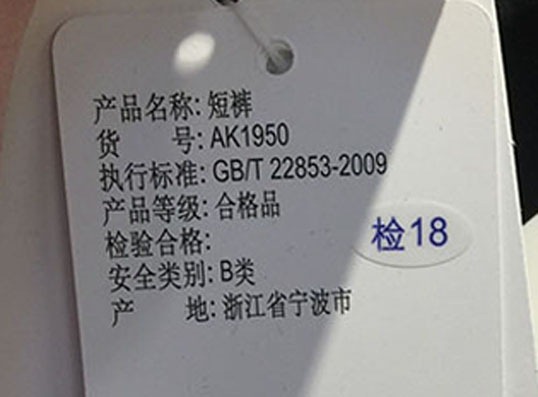 产品名称: 短裤
货 号: AK1950
执行标准: GB/T 22853-2009
产品等级: 合格品
检验合格:
检18
安全类别: B类
产 地: 浙江省宁波市